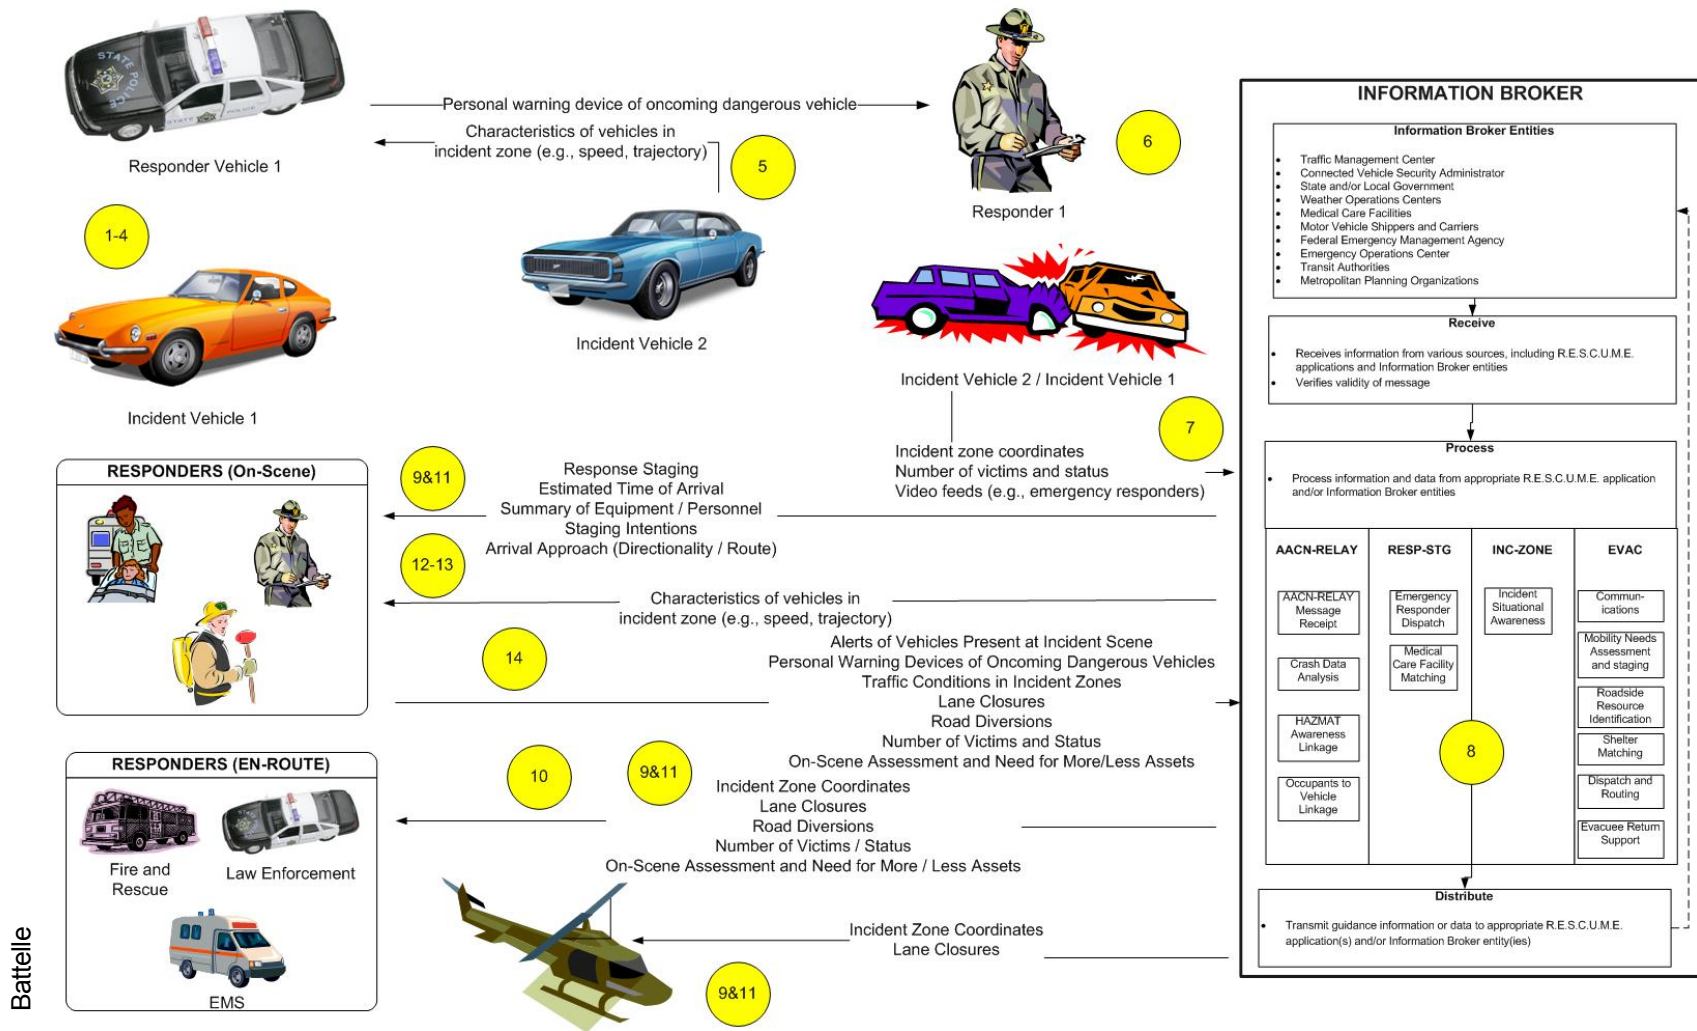 STATE POLICE
STATE POLICE
Responder Vehicle 1
Personal warning device of oncoming dangerous vehicle
Characteristics of vehicles in
incident zone (e.g., speed, trajectory)
5
6
Responder 1
1-4
Incident Vehicle 1
Incident Vehicle 2
Incident Vehicle 2 / Incident Vehicle 1
7
Incident zone coordinates
Number of victims and status
Video feeds (e.g., emergency responders)
RESPONDERS (On-Scene)
9&11
Response Staging
Estimated Time of Arrival
Summary of Equipment / Personnel
Staging Intentions
Arrival Approach (Directionality / Route)
12-13
Characteristics of vehicles in
incident zone (e.g., speed, trajectory)
14
Alerts of Vehicles Present at Incident Scene
Personal Warning Devices of Oncoming Dangerous Vehicles
Traffic Conditions in Incident Zones
Lane Closures
Road Diversions
Number of Victims and Status
On-Scene Assessment and Need for More/Less Assets
RESPONDERS (EN-ROUTE)
Fire and
Rescue
Law Enforcement
EMS
10
9&11
Incident Zone Coordinates
Lane Closures
Road Diversions
Number of Victims / Status
On-Scene Assessment and Need for More / Less Assets
Incident Zone Coordinates
Lane Closures
9&11
INFORMATION BROKER
Information Broker Entities
• Traffic Management Center
• Connected Vehicle Security Administrator
• State and/or Local Government
• Weather Operations Centers
• Medical Care Facilities
• Motor Vehicle Shippers and Carriers
• Federal Emergency Management Agency
• Emergency Operations Center
• Transit Authorities
• Metropolitan Planning Organizations
Receive
• Receives information from various sources, including R.E.S.C.U.M.E.
applications and Information Broker entities
• Verifies validity of message
Process
• Process information and data from appropriate R.E.S.C.U.M.E. application
and/or Information Broker entities
AACN-RELAY
AACN-RELAY
Message
Receipt
Crash Data
Analysis
HAZMAT
Awareness
Linkage
Occupants to
Vehicle
Linkage
RESP-STG
Emergency
Responder
Dispatch
Medical
Care Facility
Matching
INC-ZONE
Incident
Situational
Awareness
8
EVAC
Commun-
ications
Mobility Needs
Assessment
and staging
Roadside
Resource
Identification
Shelter
Matching
Dispatch and
Routing
Evacuee Return
Support
Distribute
• Transmit guidance information or data to appropriate R.E.S.C.U.M.E.
application(s) and/or Information Broker entity(ies)
Battelle